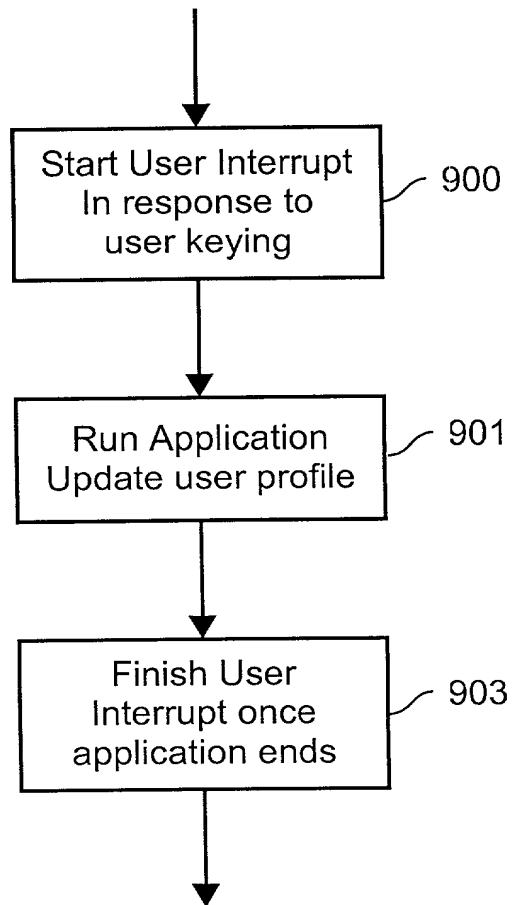 Start User Interrupt
In response to
user keying
900
Run Application
Update user profile
901
Finish User
Interrupt once
application ends
903